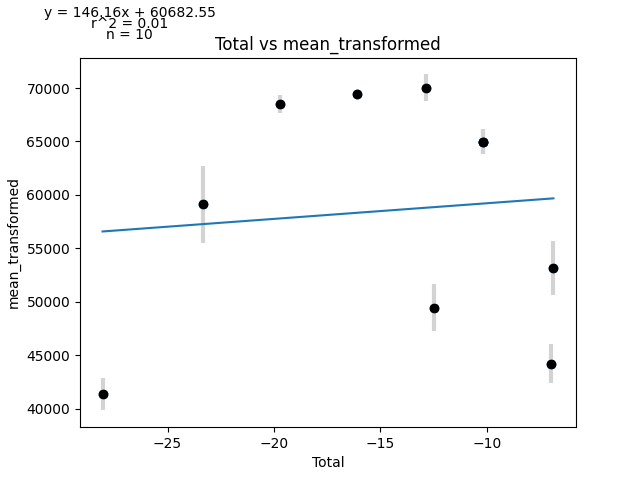 y = 146.16x + 60682.55
r^2 = 0.01
n = 10
Total vs mean_transformed
70000
65000
60000
55000
50000
45000
40000
mean_transformed
−25
−20
−15
−10
Total